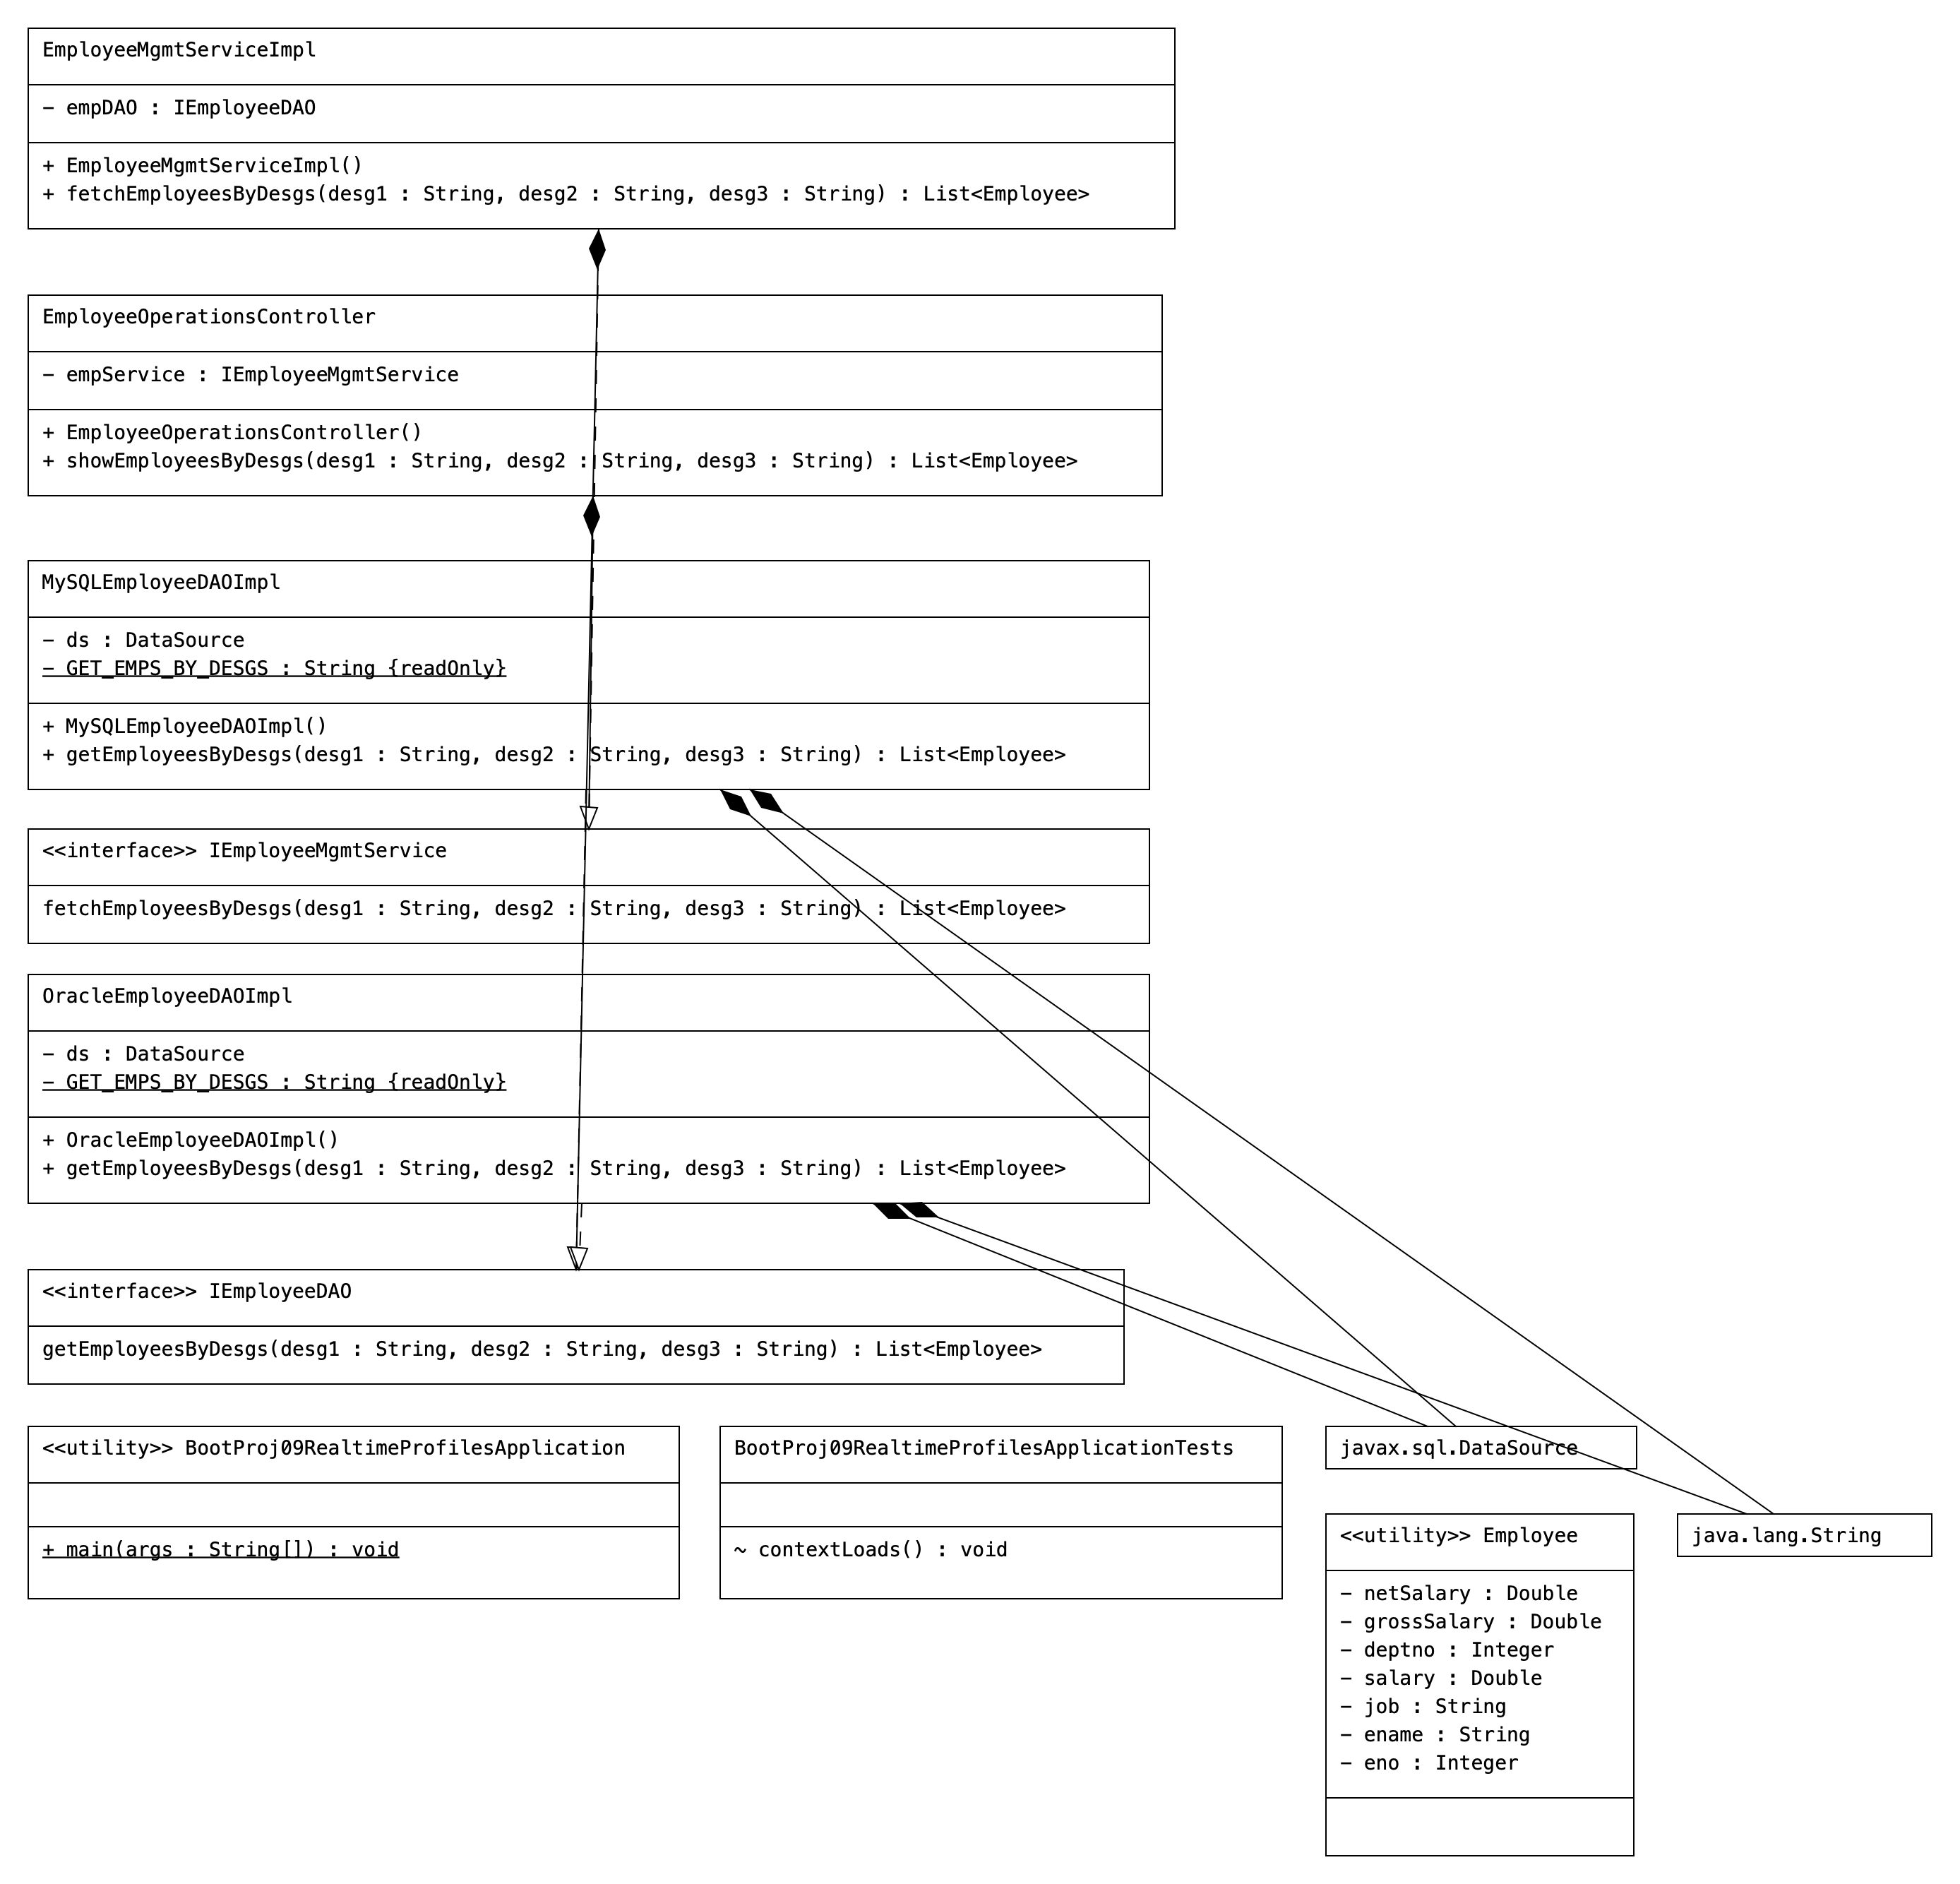 EmployeeMgmtServiceImpl
− empDAO : IEmployeeDAO
+ EmployeeMgmtServiceImpl()
+ fetchEmployeesByDesgs(desg1 : String, desg2 : String, desg3 : String) : List<Employee>
EmployeeOperationsController
− empService : IEmployeeMgmtService
+ EmployeeOperationsController()
+ showEmployeesByDesgs(desg1 : String, desg2 : String, desg3 : String) : List<Employee>
MySQLEmployeeDAOImpl
− ds : DataSource
− GET_EMPS_BY_DESGS : String {readOnly}
+ MySQLEmployeeDAOImpl()
+ getEmployeesByDesgs(desg1 : String, desg2 : String, desg3 : String) : List<Employee>
<<interface>> IEmployeeMgmtService
fetchEmployeesByDesgs(desg1 : String, desg2 : String, desg3 : String) : List<Employee>
OracleEmployeeDAOImpl
− ds : DataSource
− GET_EMPS_BY_DESGS : String {readOnly}
+ OracleEmployeeDAOImpl()
+ getEmployeesByDesgs(desg1 : String, desg2 : String, desg3 : String) : List<Employee>
<<interface>> IEmployeeDAO
getEmployeesByDesgs(desg1 : String, desg2 : String, desg3 : String) : List<Employee>
<<utility>> BootProj09RealtimeProfilesApplication
+ main(args : String[]) : void
BootProj09RealtimeProfilesApplicationTests
~ contextLoads() : void
javax.sql.DataSource
<<utility>> Employee
− netSalary : Double
− grossSalary : Double
− deptno : Integer
− salary : Double
− job : String
− ename : String
− eno : Integer
java.lang.String